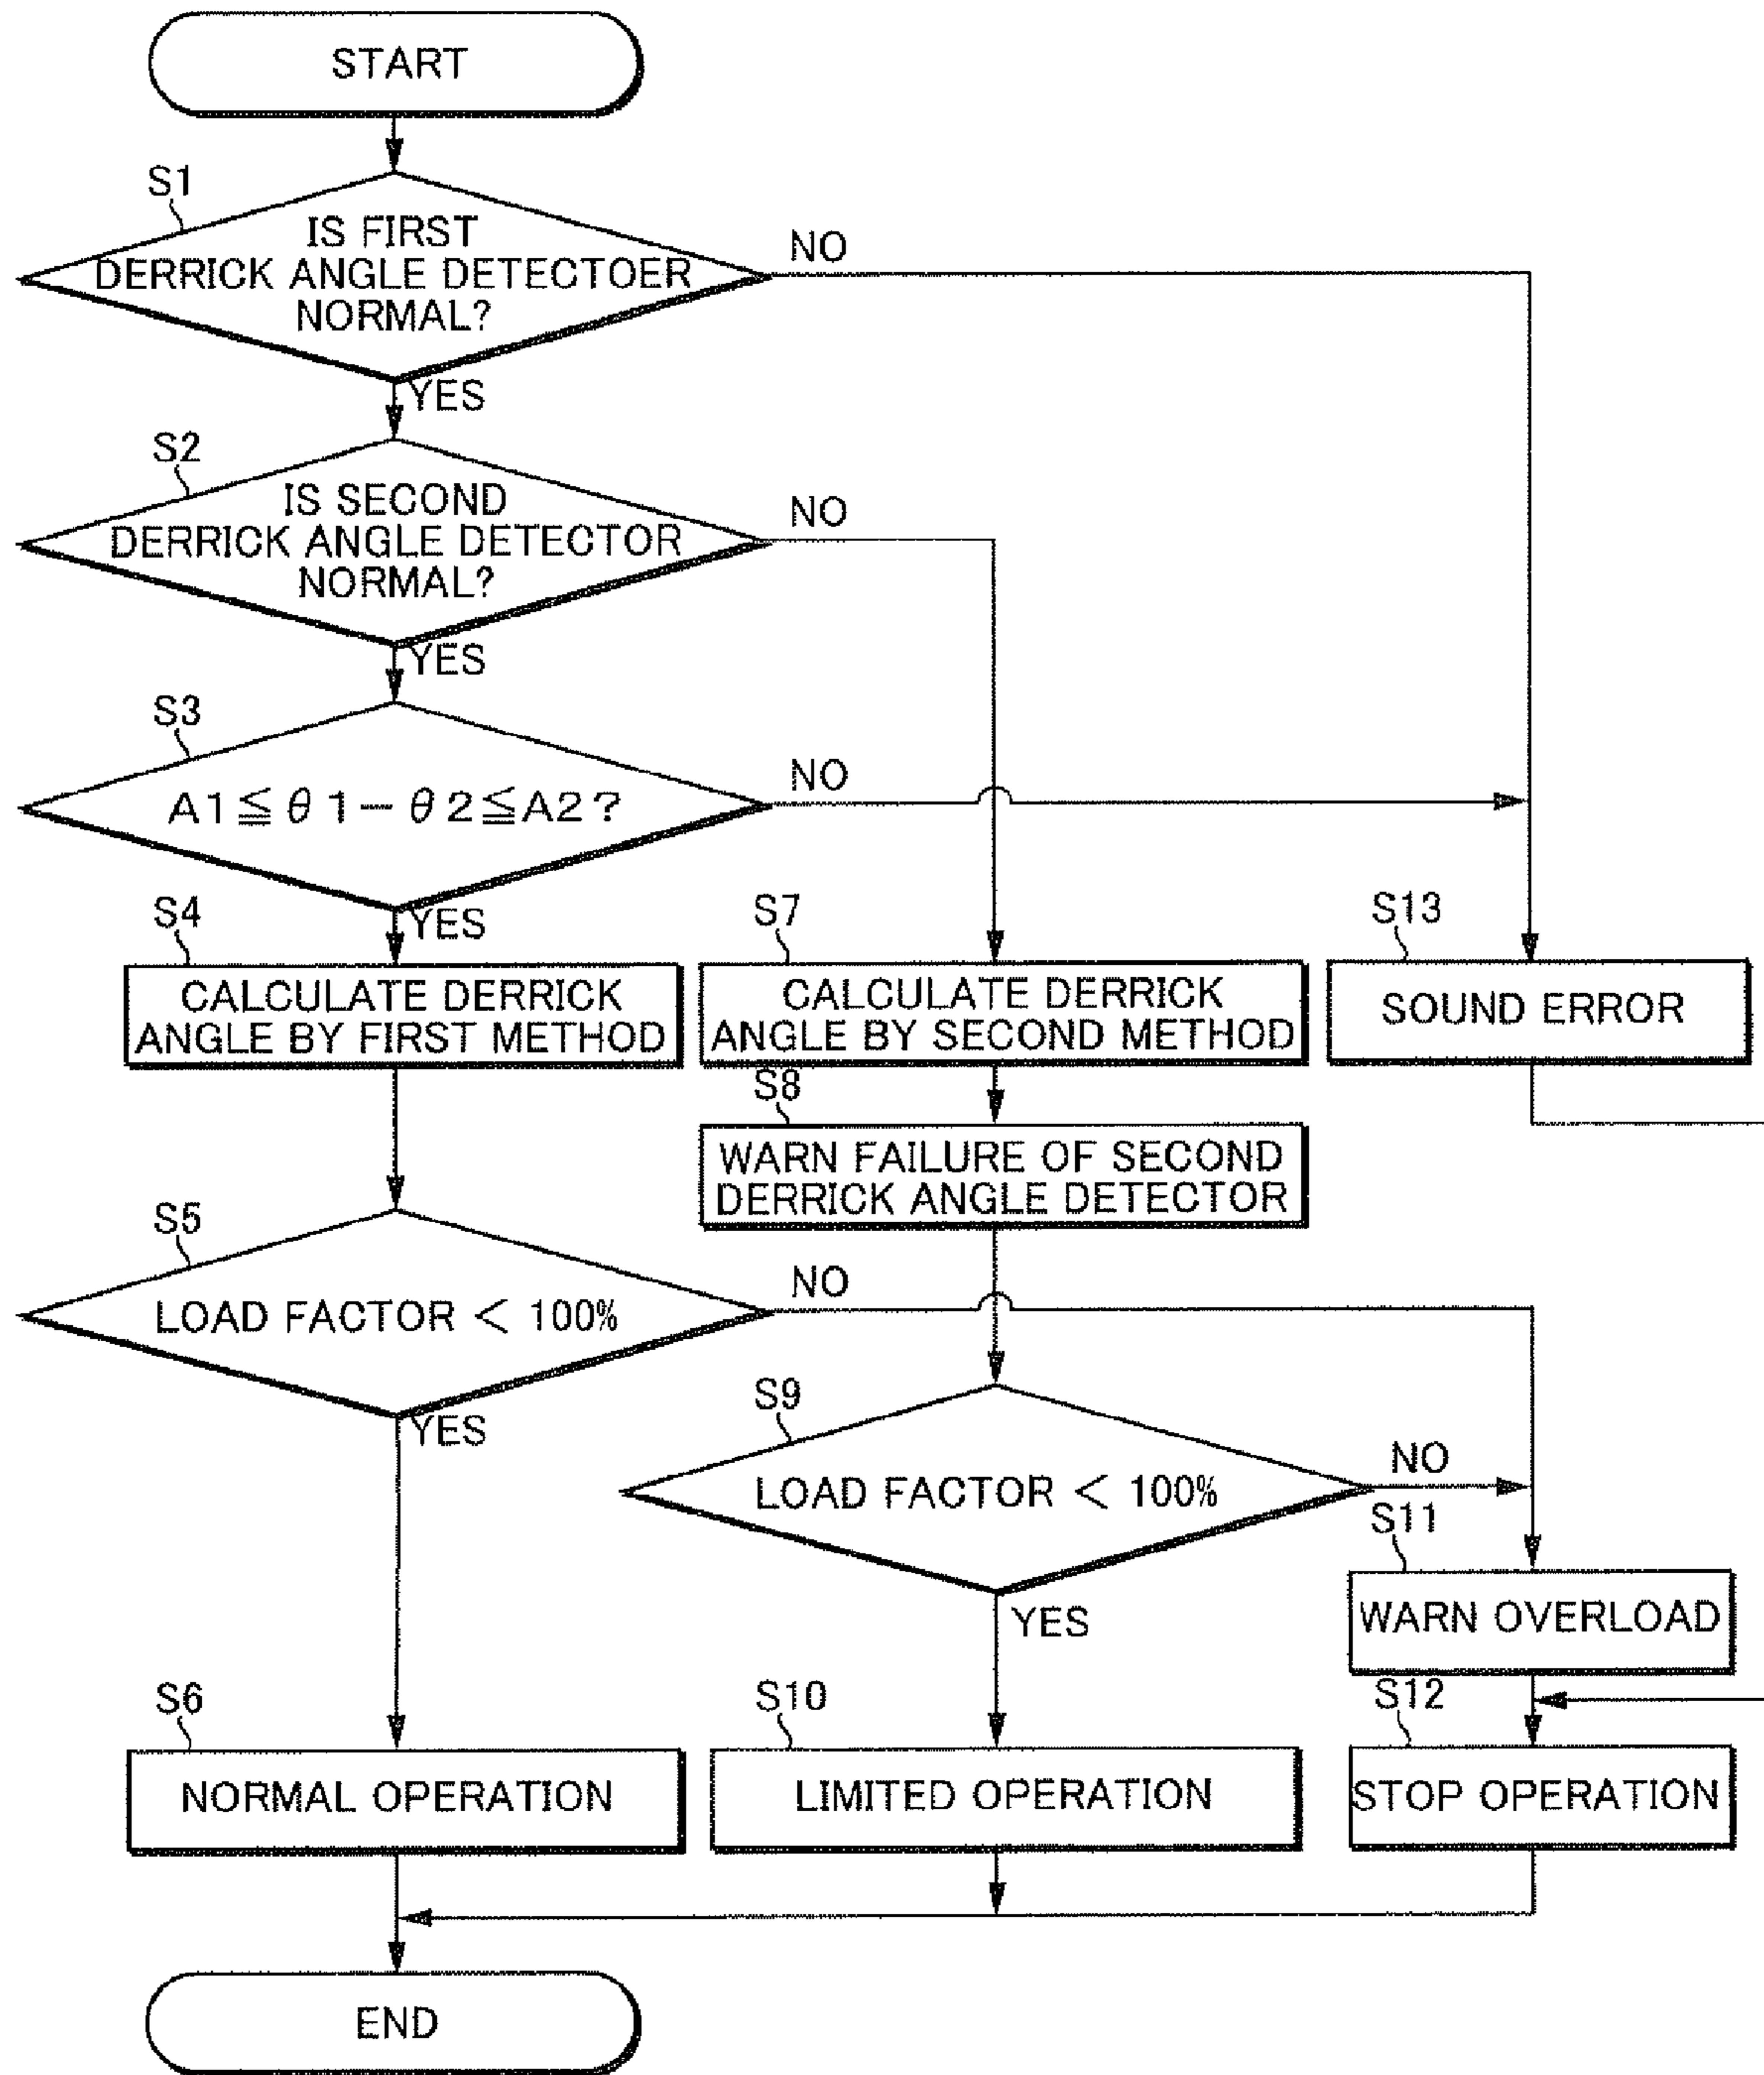 START
S1
IS FIRST
DERRICK ANGLE DETECTOER
NORMAL?
NO
YES
S2
IS SECOND
DERRICK ANGLE DETECTOR
NORMAL?
NO
YES
S3
A1≦θ1−θ2≦A2?
NO
YES
S4
CALCULATE DERRICK
ANGLE BY FIRST METHOD
S7
CALCULATE DERRICK
ANGLE BY SECOND METHOD
S13
SOUND ERROR
S8
WARN FAILURE OF SECOND
DERRICK ANGLE DETECTOR
S5
LOAD FACTOR < 100%
NO
YES
S9
LOAD FACTOR < 100%
NO
YES
S11
WARN OVERLOAD
S6
NORMAL OPERATION
S10
LIMITED OPERATION
S12
STOP OPERATION
END